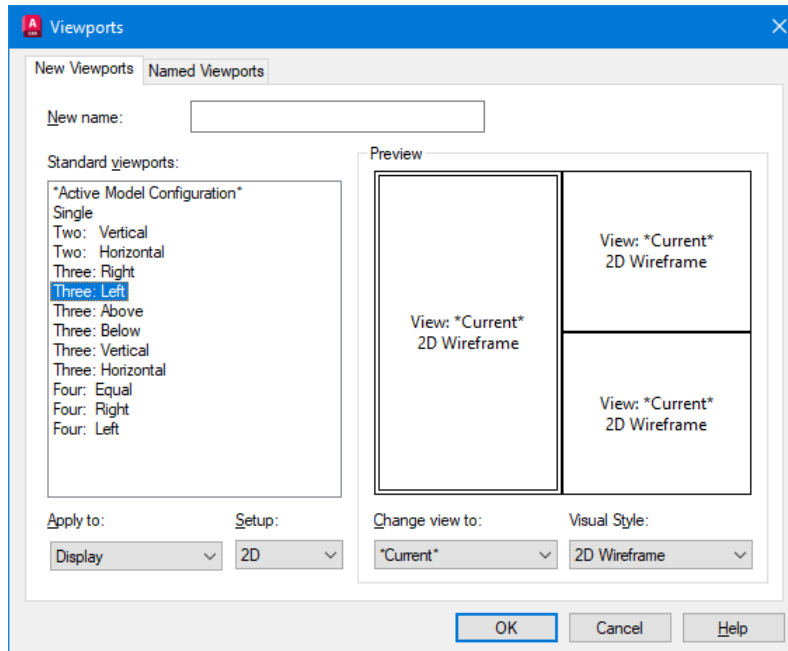 A
CAD
Viewports
New Viewports
Named Viewports
New name:
Standard viewports:
*Active Model Configuration*
Single
Two: Vertical
Two: Horizontal
Three: Right
Three: Left
Three: Above
Three: Below
Three: Vertical
Three: Horizontal
Four: Equal
Four: Right
Four: Left
Preview
View: *Current*
2D Wireframe
View: *Current*
2D Wireframe
View: *Current*
2D Wireframe
Apply to:
Display
Setup:
2D
Change view to:
*Current*
Visual Style:
2D Wireframe
OK
Cancel
Help